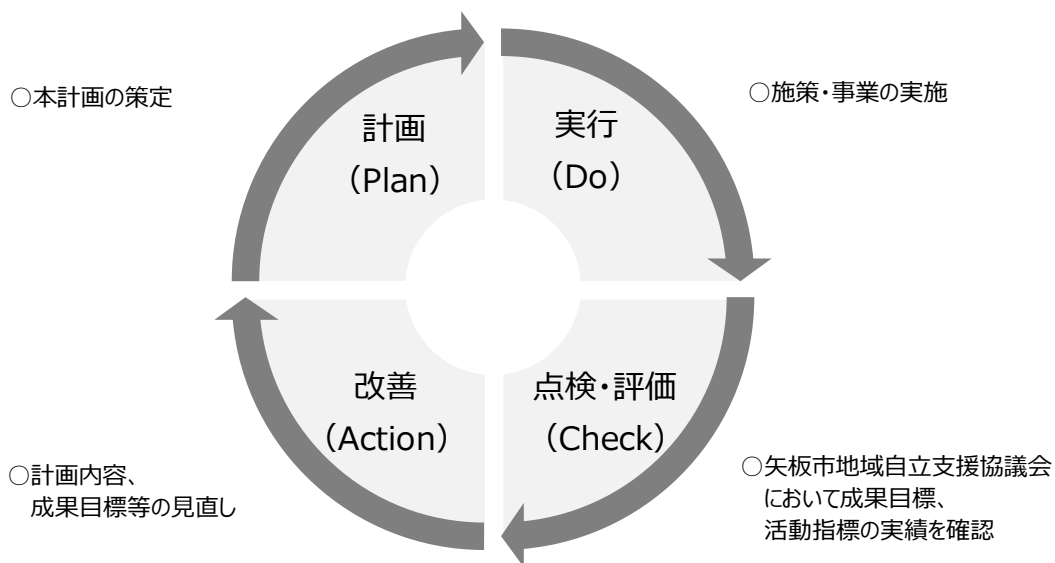 ○本計画の策定
計画
（Plan）
実行
（Do）
○施策・事業の実施
改善
（Action）
点検・評価
（Check）
○計画内容、
成果目標等の見直し
○矢板市地域自立支援協議会
において成果目標、
活動指標の実績を確認